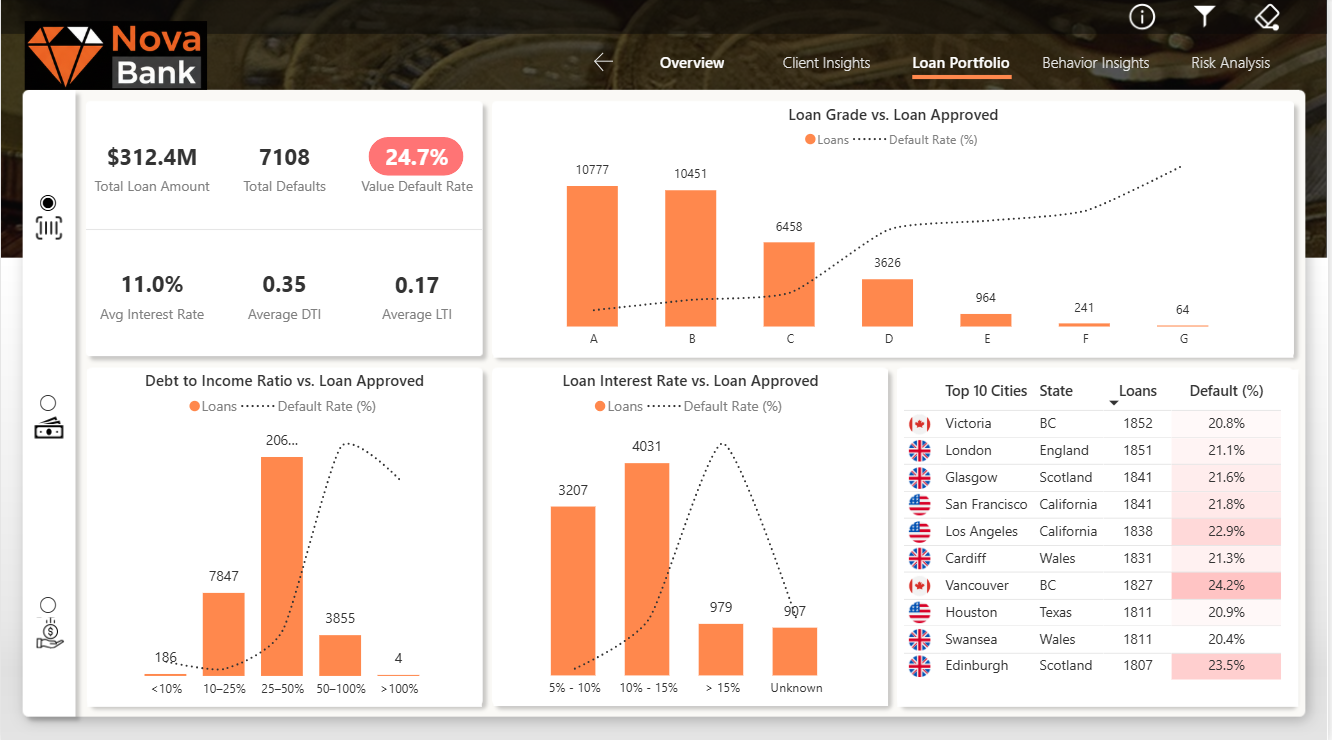 Nova
Bank
Overview
Client Insights
Loan Portfolio
Behavior Insights
Risk Analysis
$312.4M
7108
24.7%
Total Loan Amount
Total Defaults
Value Default Rate
11.0%
0.35
0.17
Avg Interest Rate
Average DTI
Average LTI
Loan Grade vs. Loan Approved
Loans
Default Rate (%)
10777
10451
6458
3626
964
241
64
A
B
C
D
E
F
G
Debt to Income Ratio vs. Loan Approved
Loans
Default Rate (%)
186
7847
206...
3855
4
<10%
10–25%
25–50%
50–100%
>100%
Loan Interest Rate vs. Loan Approved
Loans
Default Rate (%)
3207
4031
979
907
5% - 10%
10% - 15%
> 15%
Unknown
Top 10 Cities State Loans Default (%)
Victoria BC 1852 20.8%
London England 1851 21.1%
Glasgow Scotland 1841 21.6%
San Francisco California 1841 21.8%
Los Angeles California 1838 22.9%
Cardiff Wales 1831 21.3%
Vancouver BC 1827 24.2%
Houston Texas 1811 20.9%
Swansea Wales 1811 20.4%
Edinburgh Scotland 1807 23.5%